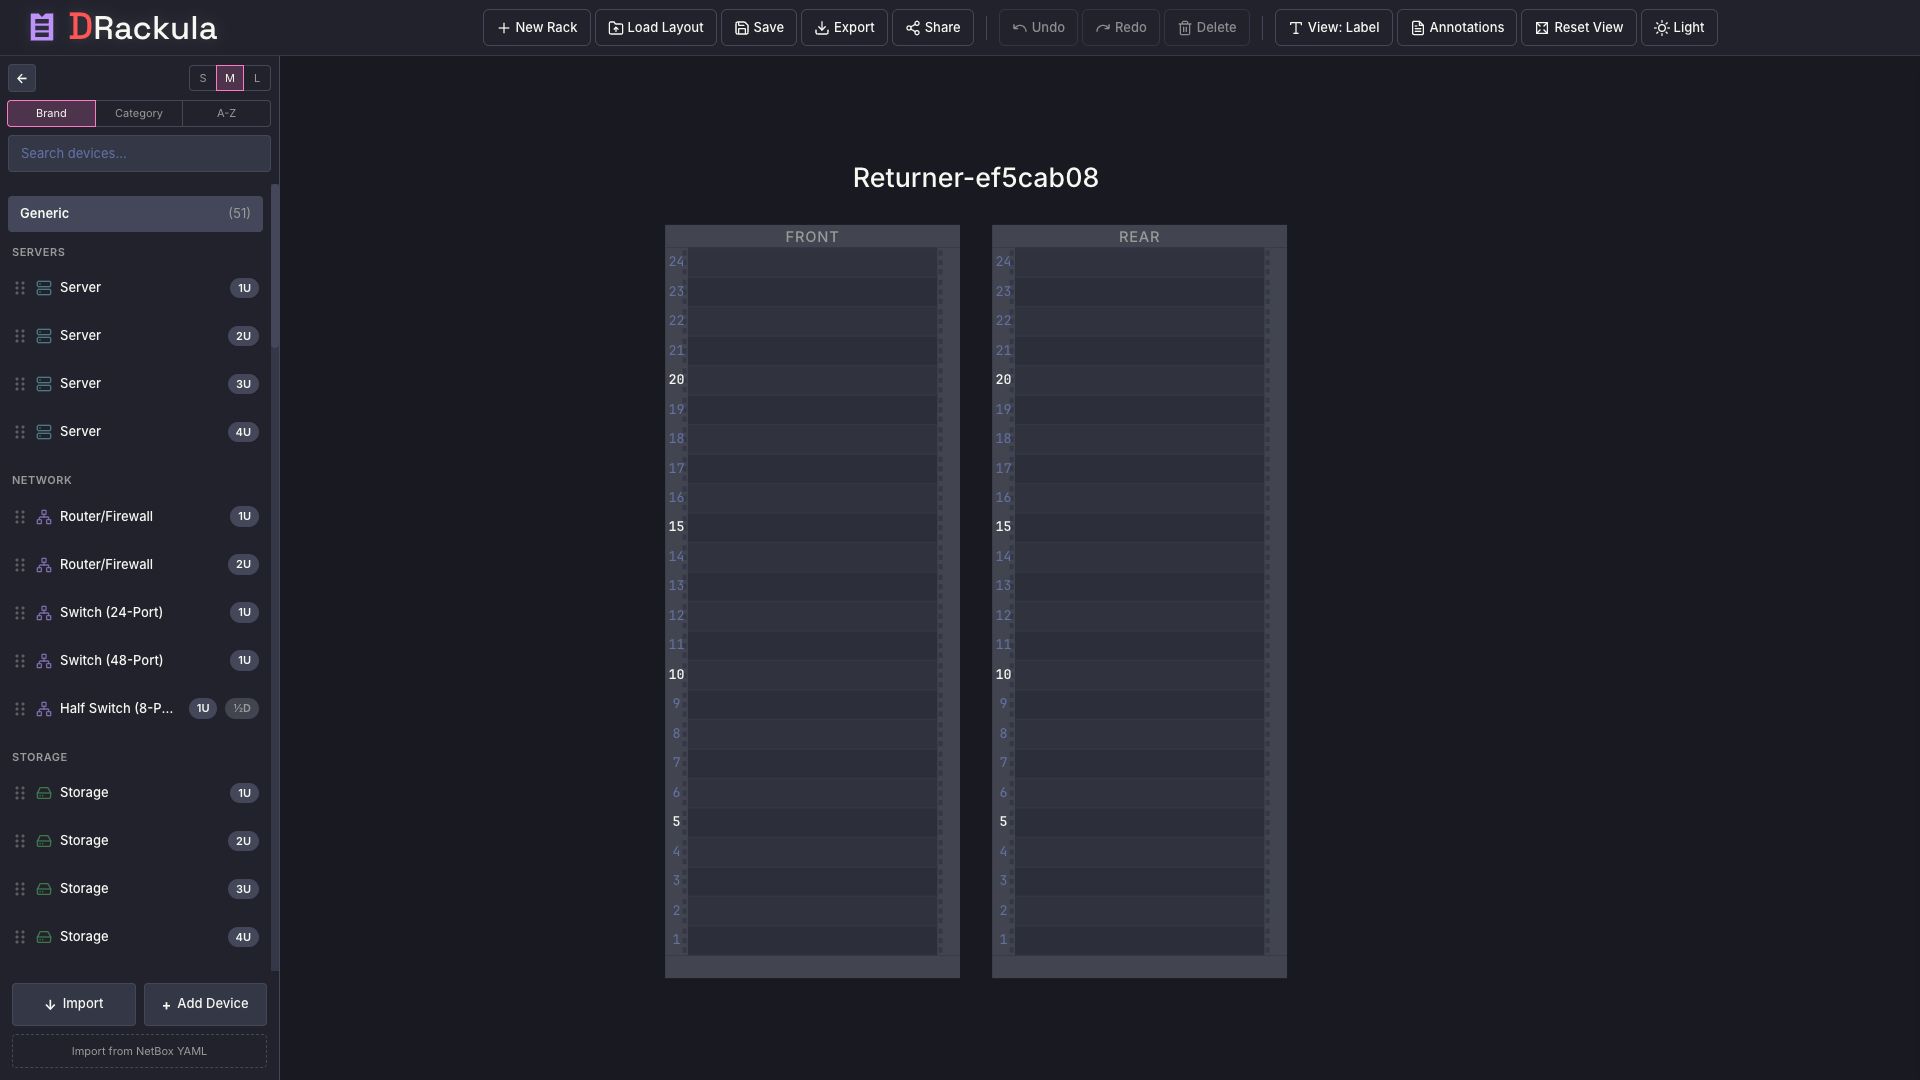 DRackula
New Rack
Load Layout
Save
Export
Share
Undo
Redo
Delete
View: Label
Annotations
Reset View
Light
S
M
L
Brand
Category
A-Z
Search devices...
Generic (51)
SERVERS
Server 1U
Server 2U
Server 3U
Server 4U
NETWORK
Router/Firewall 1U
Router/Firewall 2U
Switch (24-Port) 1U
Switch (48-Port) 1U
Half Switch (8-P... 1U ½D
STORAGE
Storage 1U
Storage 2U
Storage 3U
Storage 4U
Import
+ Add Device
Import from NetBox YAML
Returner-ef5cab08
FRONT
24
23
22
21
20
19
18
17
16
15
14
13
12
11
10
9
8
7
6
5
4
3
2
1
REAR
24
23
22
21
20
19
18
17
16
15
14
13
12
11
10
9
8
7
6
5
4
3
2
1